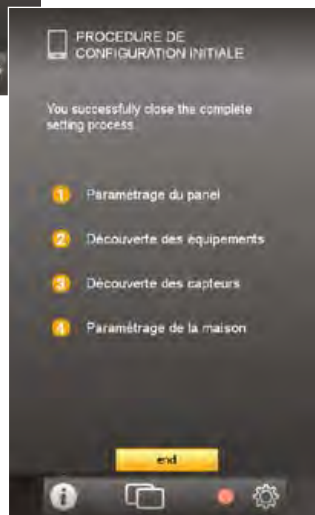 PROCEDURE DE
CONFIGURATION INITIALE
You successfully close the complete
setting process.
1 Paramétrage du panel
2 Découverte des équipements
3 Découverte des capteurs
4 Paramétrage de la maison
end